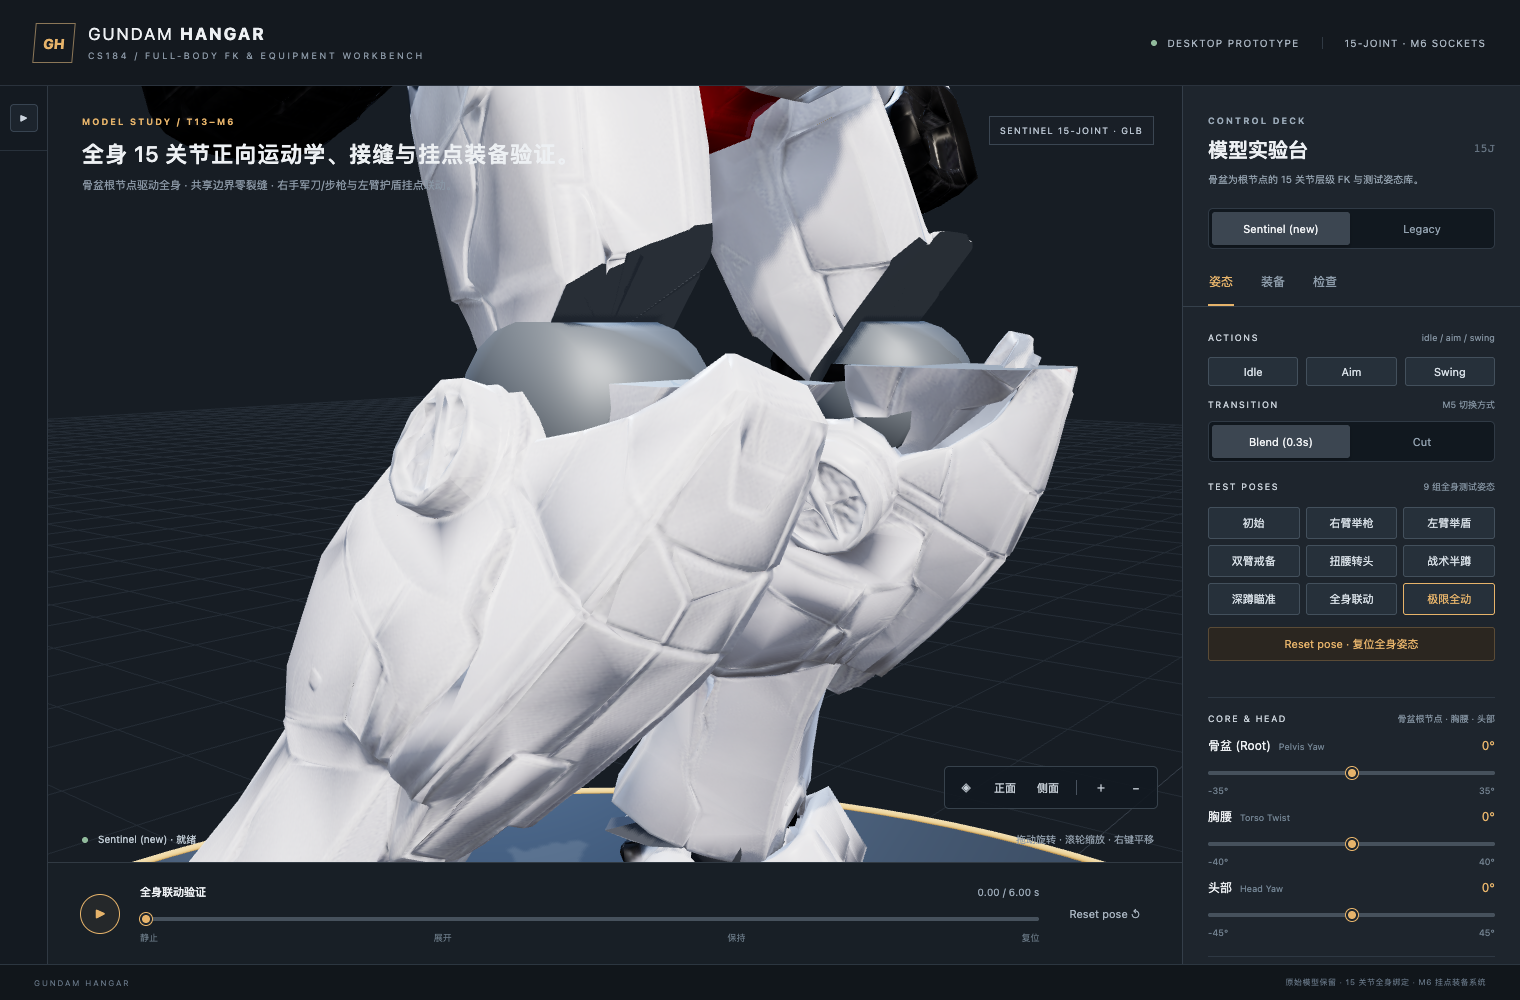 GH
GUNDAM HANGAR
CS184 / FULL-BODY FK & EQUIPMENT WORKBENCH
DESKTOP PROTOTYPE
15-JOINT · M6 SOCKETS
MODEL STUDY / T13–M6
全身 15 关节正向运动学、接缝与挂点装备验证。
骨盆根节点驱动全身 · 共享边界零裂缝 · 右手军刀/步枪与左臂护盾挂点联动。
SENTINEL 15-JOINT · GLB
正面
侧面
+
−
Sentinel (new) · 就绪
拖动旋转 · 滚轮缩放 · 右键平移
全身联动验证
0.00 / 6.00 s
静止
展开
保持
复位
Reset pose
CONTROL DECK
模型实验台
15J
骨盆为根节点的 15 关节层级 FK 与测试姿态库。
Sentinel (new)
Legacy
姿态
装备
检查
ACTIONS
idle / aim / swing
Idle
Aim
Swing
TRANSITION
M5 切换方式
Blend (0.3s)
Cut
TEST POSES
9 组全身测试姿态
初始
右臂举枪
左臂举盾
双臂戒备
扭腰转头
战术半蹲
深蹲瞄准
全身联动
极限全动
Reset pose · 复位全身姿态
CORE & HEAD
骨盆根节点 · 胸腰 · 头部
骨盆 (Root) Pelvis Yaw
0°
-35°
35°
胸腰 Torso Twist
0°
-40°
40°
头部 Head Yaw
0°
-45°
45°
GUNDAM HANGAR
原始模型保留 · 15 关节全身绑定 · M6 挂点装备系统